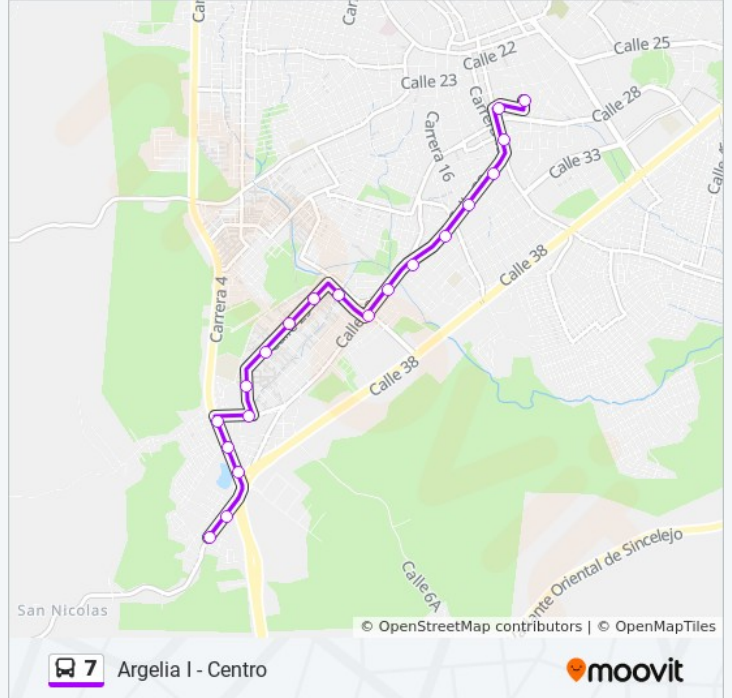 Calle 22
Calle 25
Calle 23
Calle 28
Carrera 16
Calle 33
Calle 38
Carrera 4
Calle 38
Calle 6A
San Nicolas
ante Oriental de Sincelejo
© OpenStreetMap contributors | © OpenMapTiles
7 Argelia I - Centro
moovit